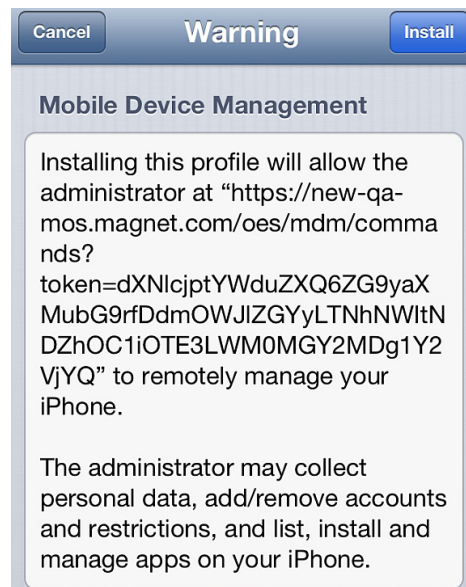 Cancel
Warning
Install
Mobile Device Management
Installing this profile will allow the
administrator at “https://new-qa-
mos.magnet.com/oes/mdm/comma
nds?
token=dXNlcjptYWduZXQ6ZG9yaX
MubG9rfDdmOWJlZGYyLTNhNWItN
DZhOC1iOTE3LWM0MGY2MDg1Y2
VjYQ” to remotely manage your
iPhone.
The administrator may collect
personal data, add/remove accounts
and restrictions, and list, install and
manage apps on your iPhone.